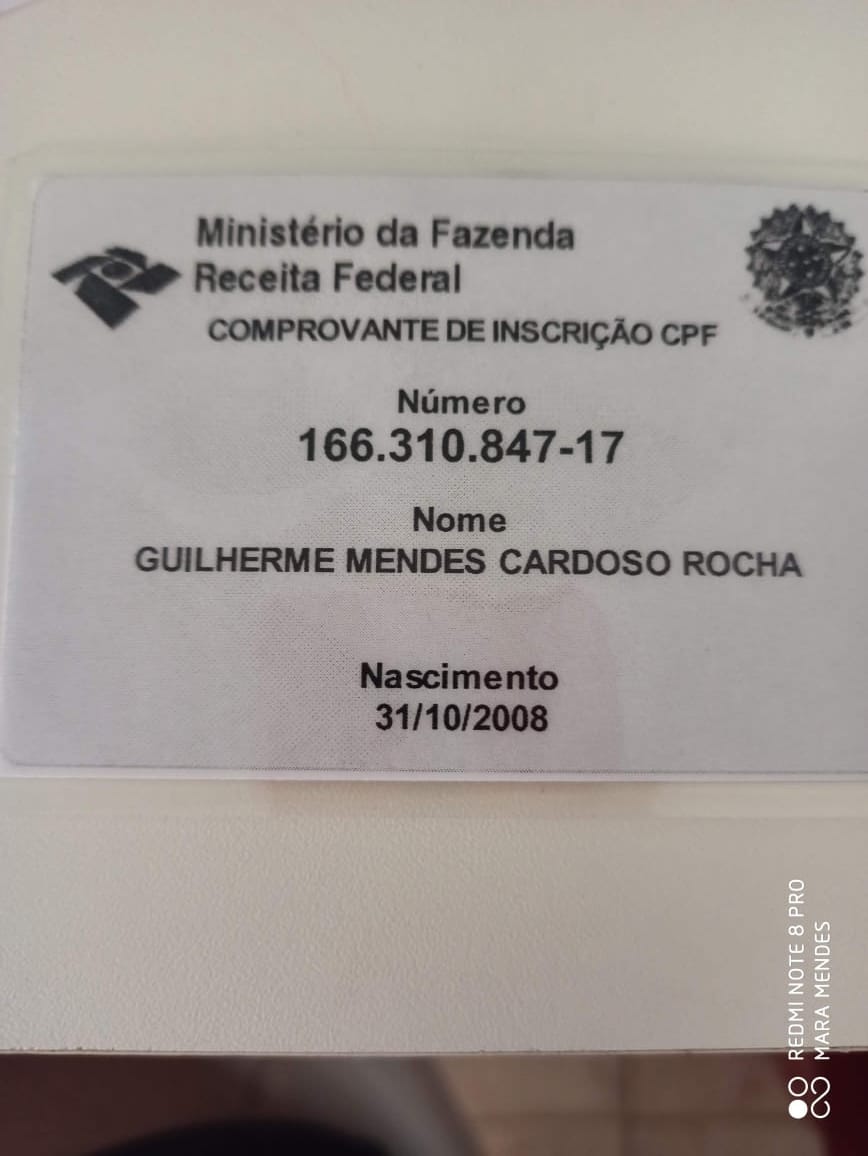 Ministério da Fazenda
Receita Federal
COMPROVANTE DE INSCRIÇÃO CPF
Número
166.310.847-17
Nome
GUILHERME MENDES CARDOSO ROCHA
Nascimento
31/10/2008
REDMI NOTE 8 PRO
MARA MENDES